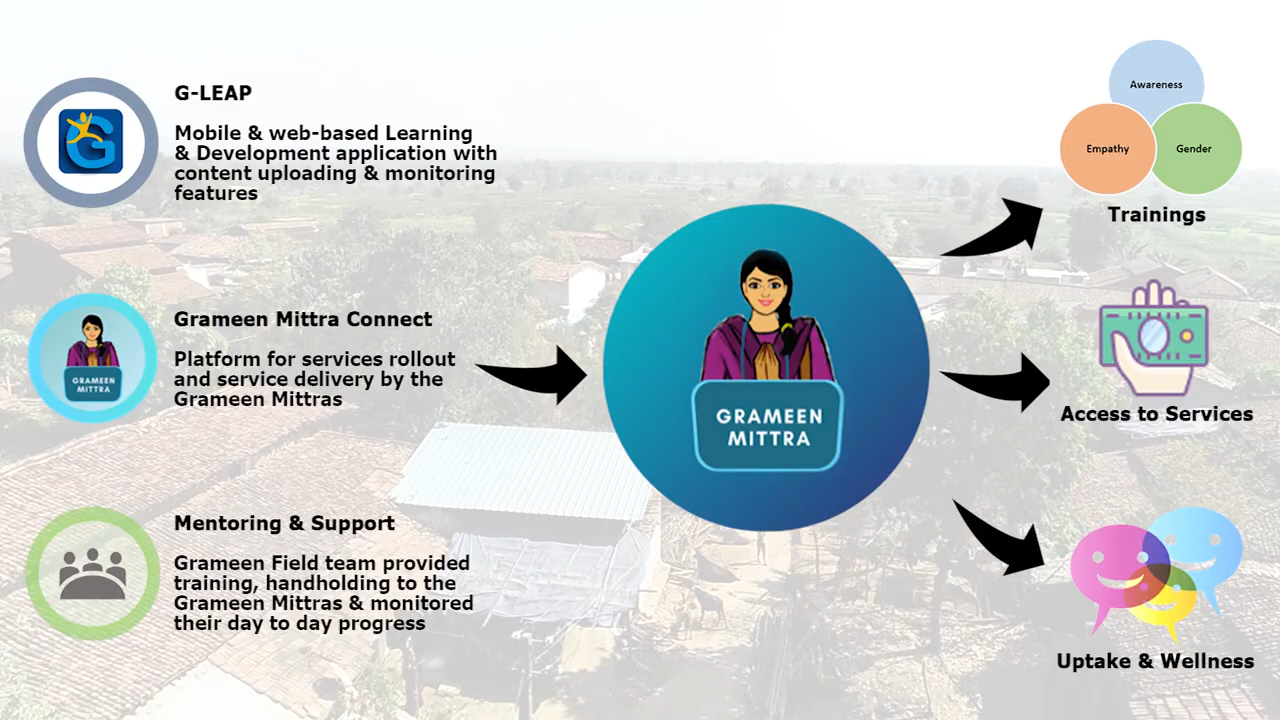 G-LEAP
Mobile & web-based Learning
& Development application with
content uploading & monitoring
features
Grameen Mittra Connect
Platform for services rollout
and service delivery by the
Grameen Mittras
GRAMEEN
MITTRA
Mentoring & Support
Grameen Field team provided
training, handholding to the
Grameen Mittras & monitored
their day to day progress
GRAMEEN
MITTRA
Awareness
Empathy
Gender
Trainings
Access to Services
Uptake & Wellness